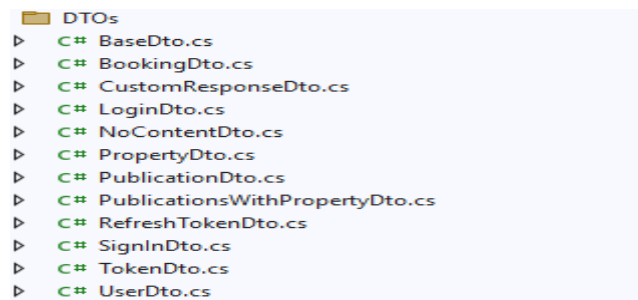 DTOs
C# BaseDto.cs
C# BookingDto.cs
C# CustomResponseDto.cs
C# LoginDto.cs
C# NoContentDto.cs
C# PropertyDto.cs
C# PublicationDto.cs
C# PublicationsWithPropertyDto.cs
C# RefreshTokenDto.cs
C# SignInDto.cs
C# TokenDto.cs
C# UserDto.cs